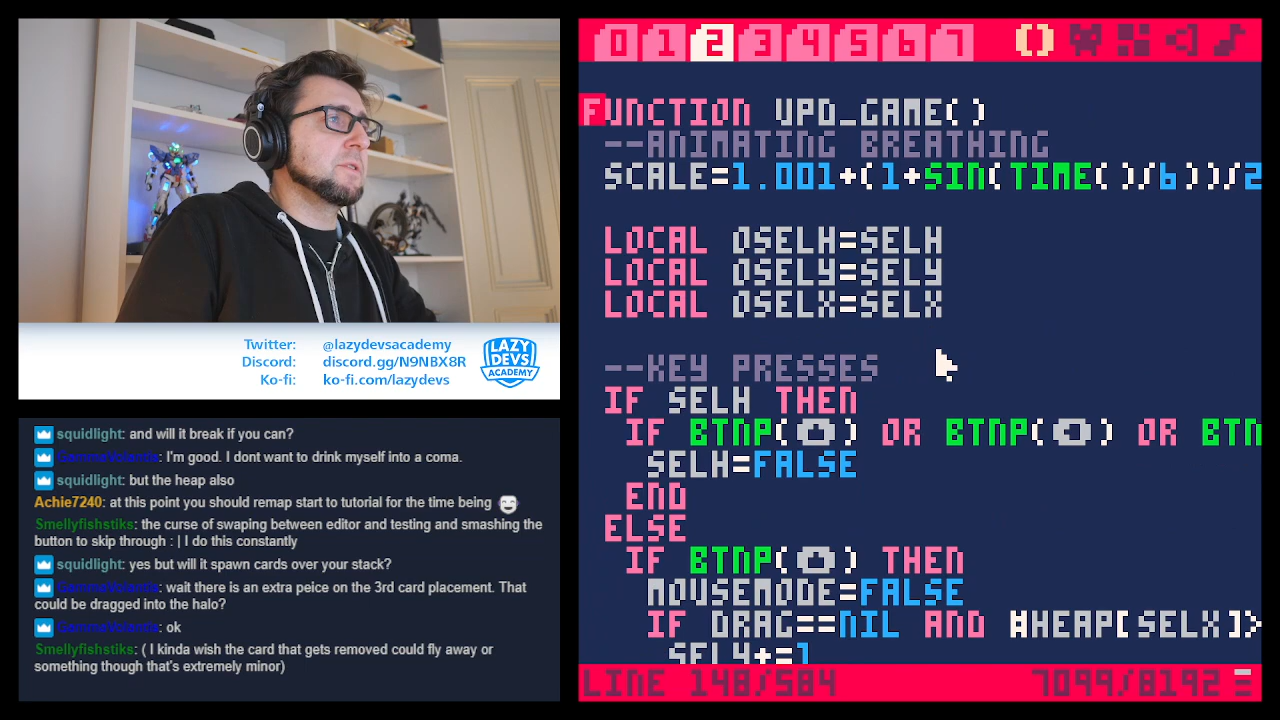 Twitter: @lazydevsacademy
Discord: discord.gg/N9NBX8R
Ko-fi: ko-fi.com/lazydevs
LAZY
DEVS
ACADEMY
squidlight: and will it break if you can?
GammaVolantis: I'm good. I dont want to drink myself into a coma.
squidlight: but the heap also
Achie7240: at this point you should remap start to tutorial for the time being
Smellyfishstiks: the curse of swaping between editor and testing and smashing the
button to skip through : | I do this constantly
squidlight: yes but will it spawn cards over your stack?
GammaVolantis: wait there is an extra peice on the 3rd card placement. That
could be dragged into the halo?
GammaVolantis: ok
Smellyfishstiks: ( I kinda wish the card that gets removed could fly away or
something though that's extremely minor)
0 1 2 3 4 5 6 7 ()
FUNCTION UPD_GAME()
--ANIMATING BREATHING
SCALE=1.001+(1+SIN(TIME()/6))/2
LOCAL OSELH=SELH
LOCAL OSELY=SELY
LOCAL OSELX=SELX
--KEY PRESSES
IF SELH THEN
IF BTNP(🅾️) OR BTNP(⬅️) OR BTN
SELH=FALSE
END
ELSE
IF BTNP() THEN
MOUSEMODE=FALSE
IF DRAG==NIL AND #HEAP[SELX]>
SELY+=1
LINE 148/584 7099/8192